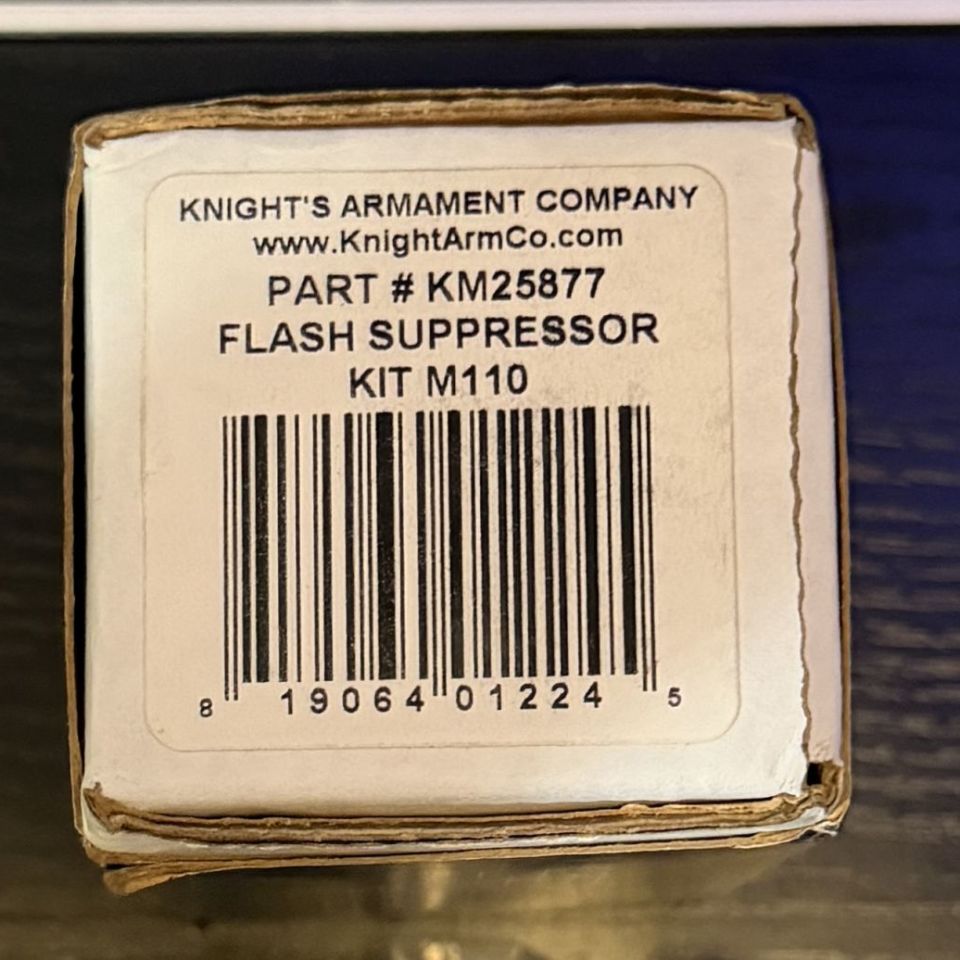 KNIGHT'S ARMAMENT COMPANY
www.KnightArmCo.com
PART # KM25877
FLASH SUPPRESSOR
KIT M110
8 19064 01224 5